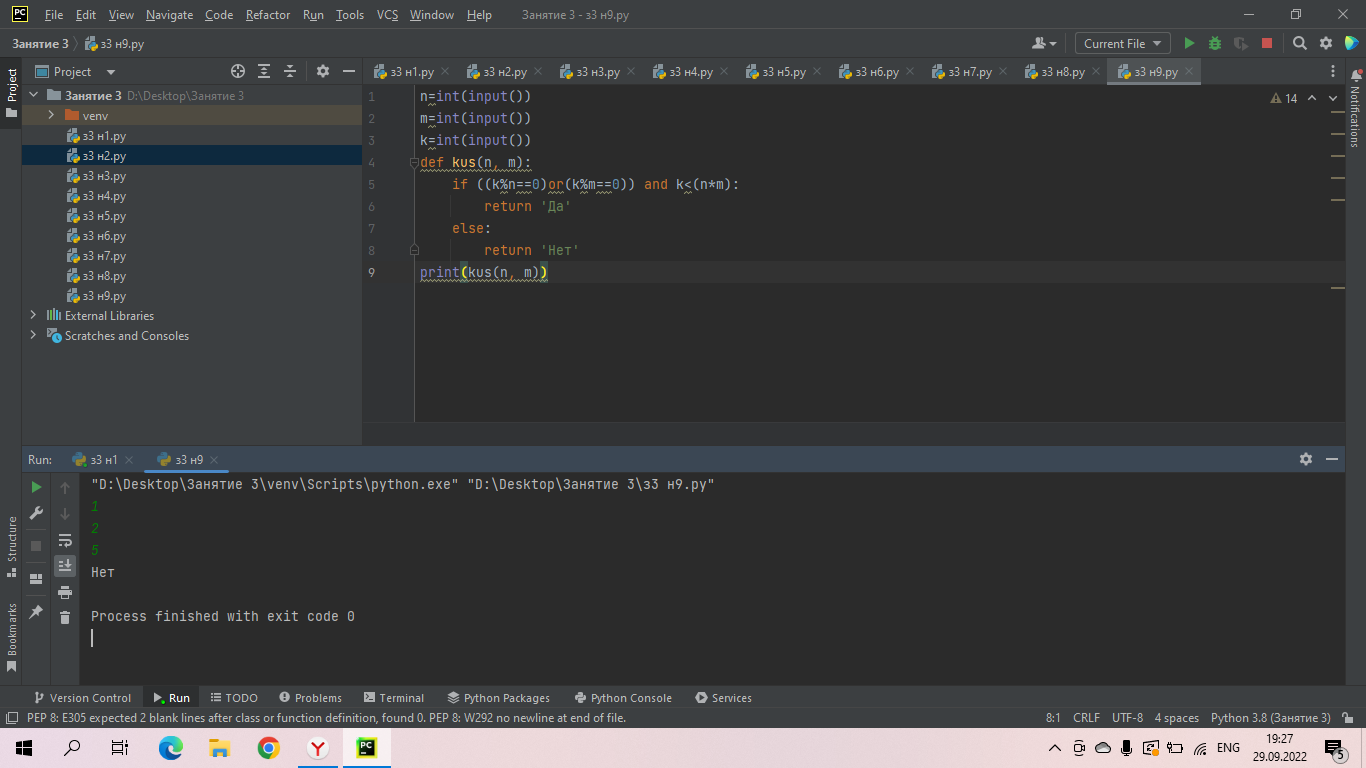 PC File Edit View Navigate Code Refactor Run Tools VCS Window Help Занятие 3 - з3 н9.py
Занятие 3 з3 н9.py Current File
Project
Project
з3 н1.py з3 н2.py з3 н3.py з3 н4.py з3 н5.py з3 н6.py з3 н7.py з3 н8.py з3 н9.py
Notifications
Занятие 3 D:\Desktop\Занятие 3
venv
з3 н1.py
з3 н2.py
з3 н3.py
з3 н4.py
з3 н5.py
з3 н6.py
з3 н7.py
з3 н8.py
з3 н9.py
External Libraries
Scratches and Consoles
14
1 n=int(input())
2 m=int(input())
3 k=int(input())
4 def kus(n, m):
5 if ((k%n==0)or(k%m==0)) and k<(n*m):
6 return 'Да'
7 else:
8 return 'Нет'
9 print(kus(n, m))
Run: з3 н1 з3 н9
"D:\Desktop\Занятие 3\venv\Scripts\python.exe" "D:\Desktop\Занятие 3\з3 н9.py"
1
2
5
Нет
Process finished with exit code 0
Structure
Bookmarks
Version Control Run TODO Problems Terminal Python Packages Python Console Services
PEP 8: E305 expected 2 blank lines after class or function definition, found 0. PEP 8: W292 no newline at end of file. 8:1 CRLF UTF-8 4 spaces Python 3.8 (Занятие 3)
Y PC ENG 19:27
29.09.2022 5